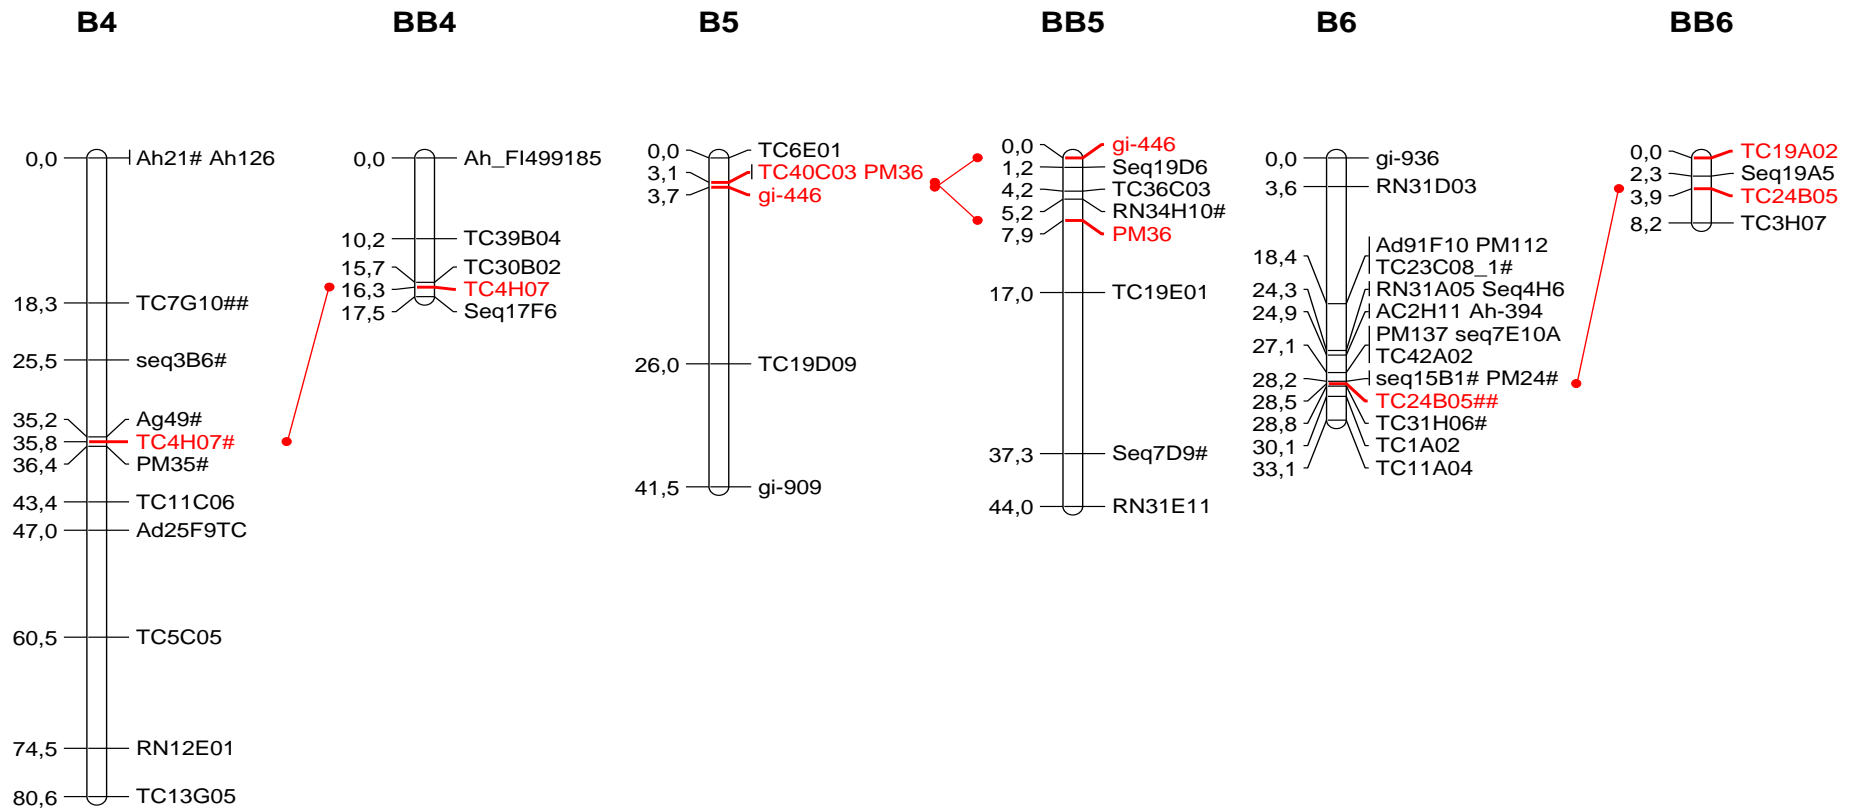 B4 BB4 B5 BB5 B6 BB6
0,0 Ah21# Ah126
18,3 TC7G10##
25,5 seq3B6#
35,2 Ag49#
35,8 TC4H07#
36,4 PM35#
43,4 TC11C06
47,0 Ad25F9TC
60,5 TC5C05
74,5 RN12E01
80,6 TC13G05
0,0 Ah_FI499185
10,2 TC39B04
15,7 TC30B02
16,3 TC4H07
17,5 Seq17F6
0,0 TC6E01
3,1 TC40C03 PM36
3,7 gi-446
26,0 TC19D09
41,5 gi-909
0,0 gi-446
1,2 Seq19D6
4,2 TC36C03
5,2 RN34H10#
7,9 PM36
17,0 TC19E01
37,3 Seq7D9#
44,0 RN31E11
0,0 gi-936
3,6 RN31D03
18,4 Ad91F10 PM112
TC23C08_1#
24,3 RN31A05 Seq4H6
24,9 AC2H11 Ah-394
27,1 PM137 seq7E10A
TC42A02
28,2 seq15B1# PM24#
28,5 TC24B05##
28,8 TC31H06#
30,1 TC1A02
33,1 TC11A04
0,0 TC19A02
2,3 Seq19A5
3,9 TC24B05
8,2 TC3H07